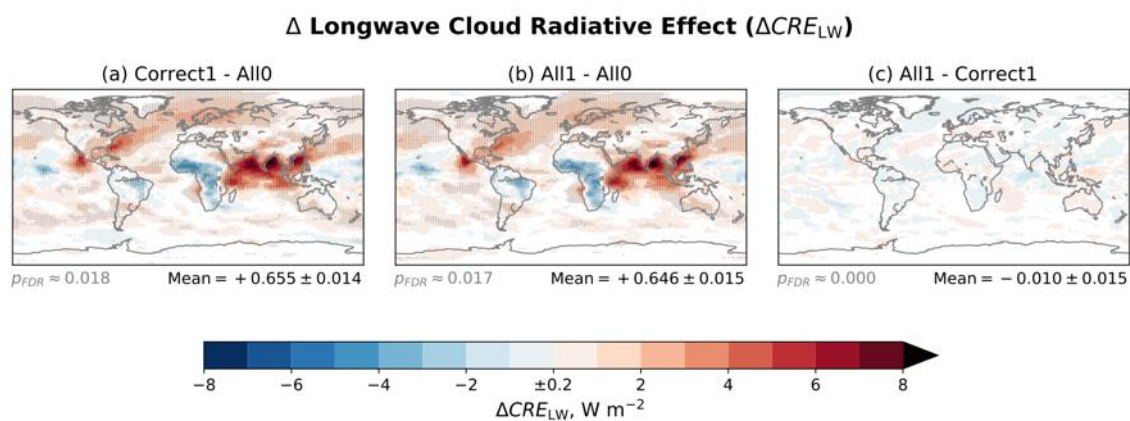 Δ Longwave Cloud Radiative Effect (ΔCRE_LW)
(a) Correct1 - All0
(b) All1 - All0
(c) All1 - Correct1
p_FDR ≈ 0.018
Mean = + 0.655 ± 0.014
p_FDR ≈ 0.017
Mean = + 0.646 ± 0.015
p_FDR ≈ 0.000
Mean = − 0.010 ± 0.015
−8 −6 −4 −2 ±0.2 2 4 6 8
ΔCRE_LW, W m⁻²